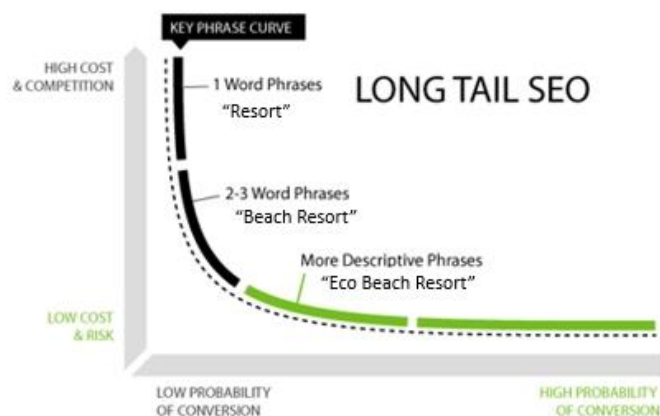 KEY PHRASE CURVE
HIGH COST
& COMPETITION
LONG TAIL SEO
1 Word Phrases
“Resort”
2-3 Word Phrases
“Beach Resort”
More Descriptive Phrases
“Eco Beach Resort”
LOW COST
& RISK
LOW PROBABILITY
OF CONVERSION
HIGH PROBABILITY
OF CONVERSION